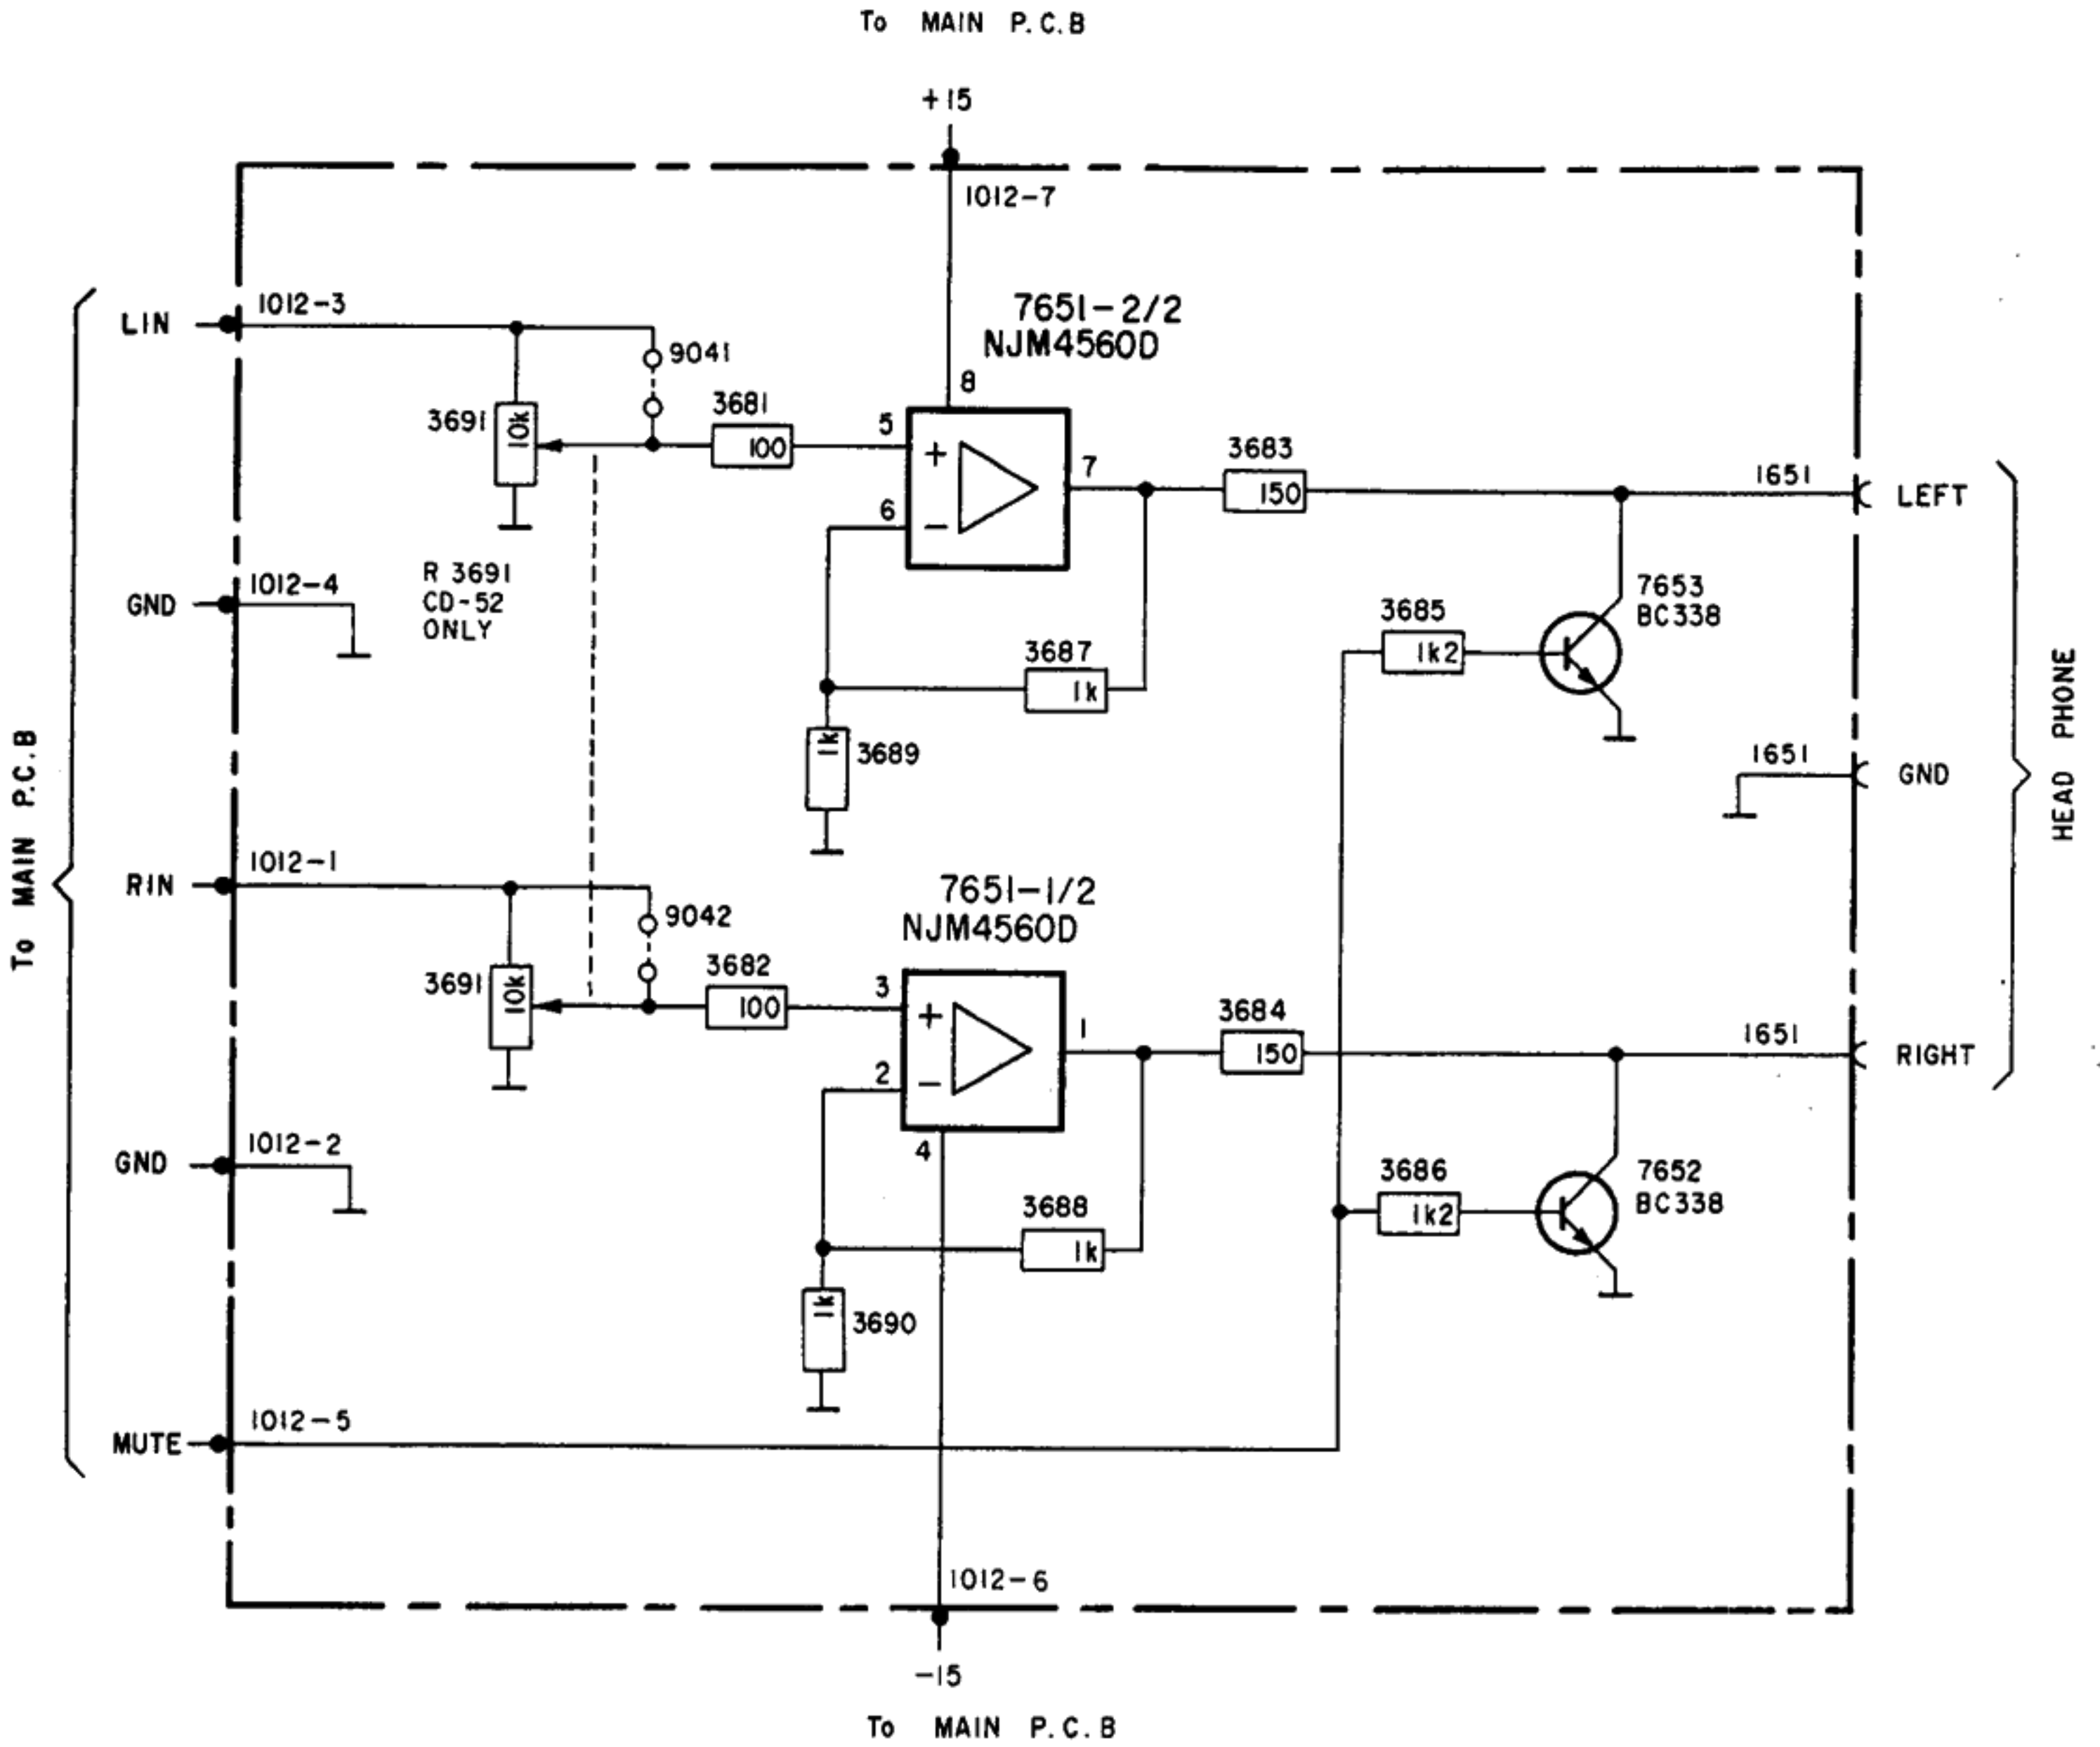 To MAIN P.C.B
+15
1012-7
LIN
1012-3
7651-2/2
NJM4560D
9041
8
3691
10k
3681
100
5
+
6
−
7
3683
150
1651
LEFT
GND
1012-4
R 3691
CD-52
ONLY
3685
1k2
7653
BC338
3687
1k
1k
3689
1651
GND
HEAD PHONE
To MAIN P.C.B
RIN
1012-1
7651-1/2
NJM4560D
9042
3691
10k
3682
100
3
+
2
−
1
4
3684
150
1651
RIGHT
GND
1012-2
3686
1k2
7652
BC338
3688
1k
1k
3690
MUTE
1012-5
1012-6
-15
To MAIN P.C.B